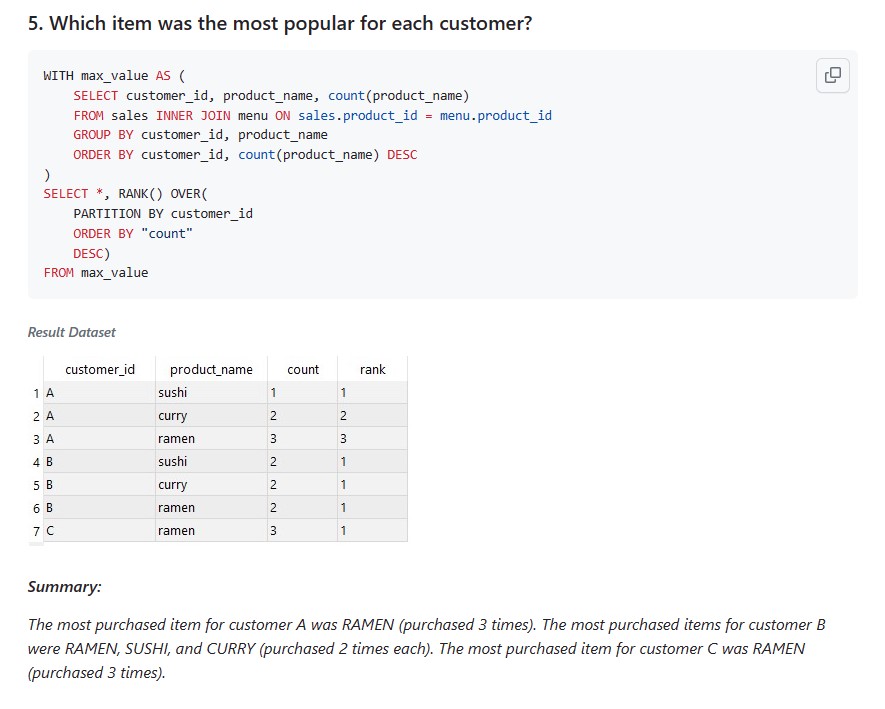 5. Which item was the most popular for each customer?
WITH max_value AS (
SELECT customer_id, product_name, count(product_name)
FROM sales INNER JOIN menu ON sales.product_id = menu.product_id
GROUP BY customer_id, product_name
ORDER BY customer_id, count(product_name) DESC
)
SELECT *, RANK() OVER(
PARTITION BY customer_id
ORDER BY "count"
DESC)
FROM max_value
Result Dataset
customer_id product_name count rank
1 A sushi 1 1
2 A curry 2 2
3 A ramen 3 3
4 B sushi 2 1
5 B curry 2 1
6 B ramen 2 1
7 C ramen 3 1
Summary:
The most purchased item for customer A was RAMEN (purchased 3 times). The most purchased items for customer B
were RAMEN, SUSHI, and CURRY (purchased 2 times each). The most purchased item for customer C was RAMEN
(purchased 3 times).